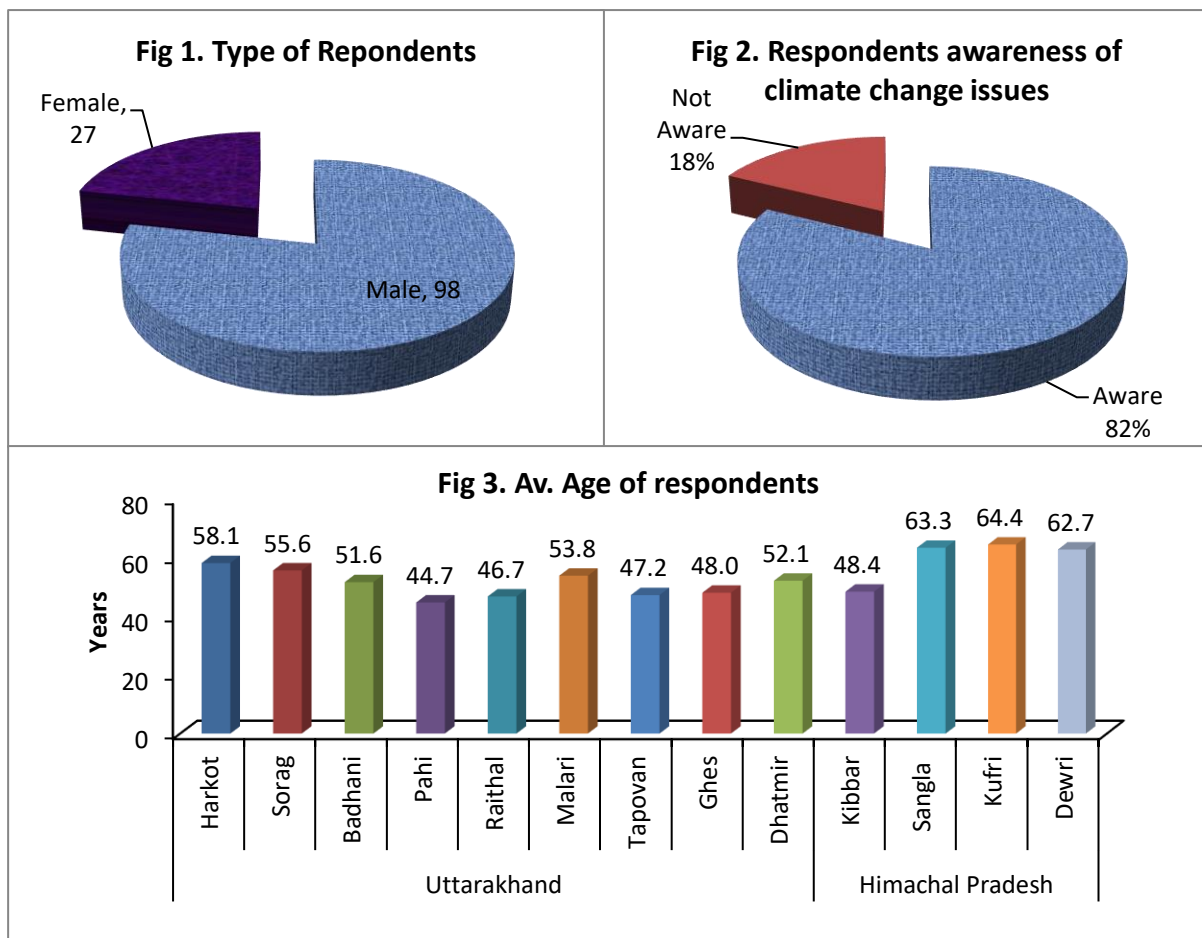 Fig 1. Type of Repondents
Female,
27
Male, 98
Fig 2. Respondents awareness of
climate change issues
Not
Aware
18%
Aware
82%
Fig 3. Av. Age of respondents
Years
80
60
40
20
0
58.1
55.6
51.6
44.7
46.7
53.8
47.2
48.0
52.1
48.4
63.3
64.4
62.7
Harkot
Sorag
Badhani
Pahi
Raithal
Malari
Tapovan
Ghes
Dhatmir
Kibbar
Sangla
Kufri
Dewri
Uttarakhand
Himachal Pradesh